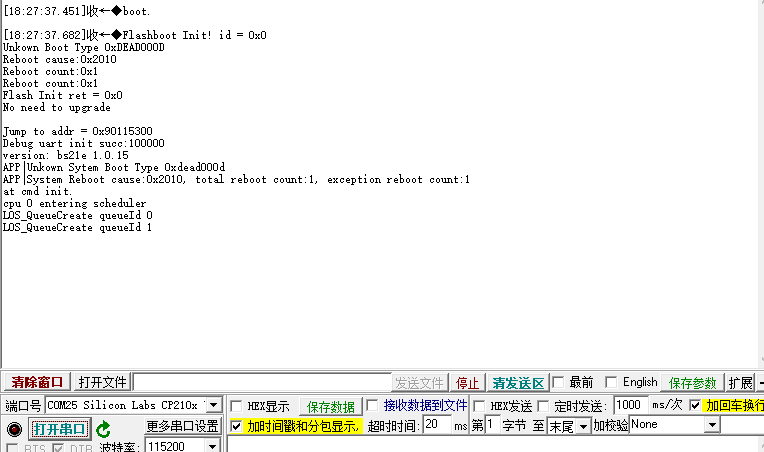 [18:27:37.451]收←◆boot.
[18:27:37.682]收←◆Flashboot Init! id = 0x0
Unkown Boot Type 0xDEAD000D
Reboot cause:0x2010
Reboot count:0x1
Reboot count:0x1
Flash Init ret = 0x0
No need to upgrade
Jump to addr = 0x90115300
Debug uart init succ:100000
version: bs21e 1.0.15
APP|Unkown Sytem Boot Type 0xdead000d
APP|System Reboot cause:0x2010, total reboot count:1, exception reboot count:1
at cmd init.
cpu 0 entering scheduler
LOS_QueueCreate queueId 0
LOS_QueueCreate queueId 1
清除窗口 打开文件 发送文件 停止 清发送区 最前 English 保存参数 扩展
端口号 COM25 Silicon Labs CP210x HEX显示 保存数据 接收数据到文件 HEX发送 定时发送: 1000 ms/次 加回车换行
打开串口 更多串口设置 加时间戳和分包显示, 超时时间: 20 ms 第 1 字节 至 末尾 加校验 None
RTS DTR 波特率: 115200